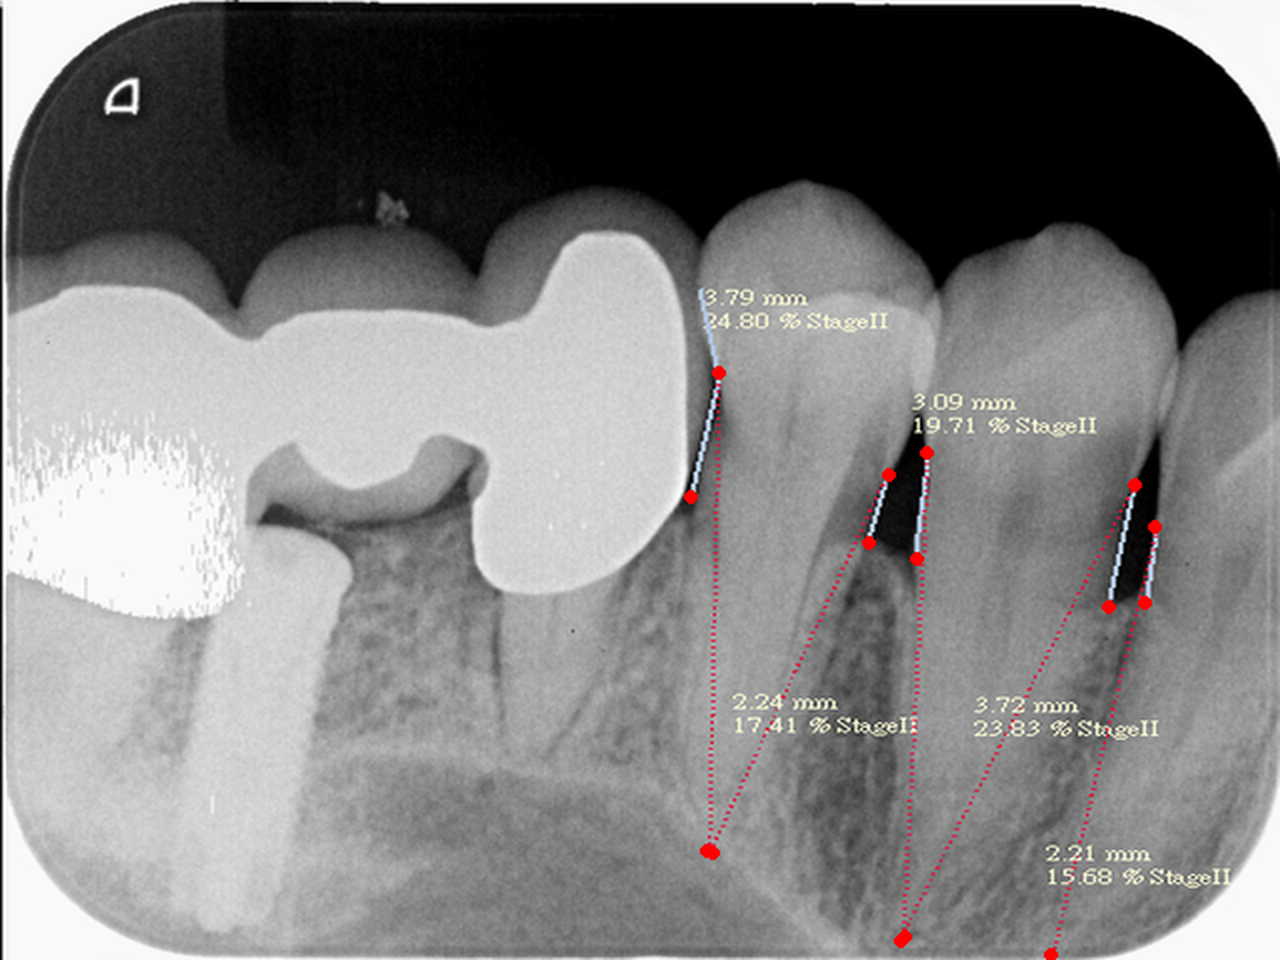 D
3.79 mm
24.80 % StageII
3.09 mm
19.71 % StageII
2.24 mm
17.41 % StageII
3.72 mm
23.83 % StageII
2.21 mm
15.68 % StageII